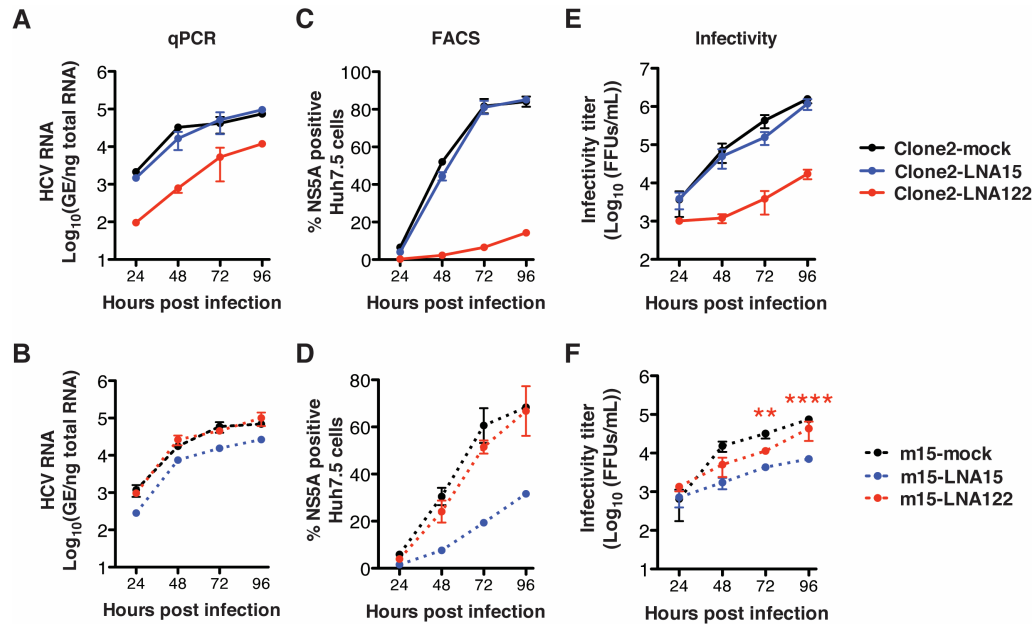 A
qPCR
HCV RNA
Log10(GE/ng total RNA)
6
5
4
3
2
1
24 48 72 96
Hours post infection
C
FACS
% NS5A positive
Huh7.5 cells
100
80
60
40
20
0
24 48 72 96
Hours post infection
E
Infectivity
Infectivity titer
(Log10 (FFUs/mL))
7
6
5
4
3
2
24 48 72 96
Hours post infection
Clone2-mock
Clone2-LNA15
Clone2-LNA122
B
HCV RNA
Log10(GE/ng total RNA)
6
5
4
3
2
1
24 48 72 96
Hours post infection
D
% NS5A positive
Huh7.5 cells
80
60
40
20
0
24 48 72 96
Hours post infection
F
Infectivity titer
(Log10 (FFUs/mL))
6
5
4
3
2
1
** ****
24 48 72 96
Hours post infection
m15-mock
m15-LNA15
m15-LNA122